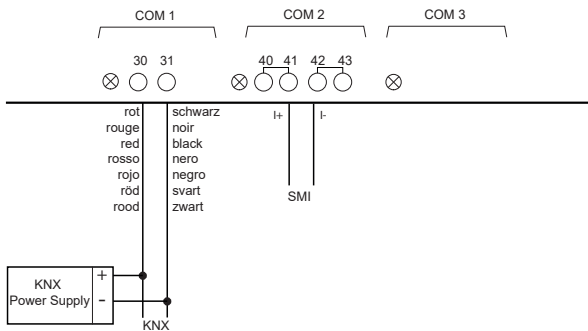 COM 1
COM 2
COM 3
30 31
40 41 42 43
rot schwarz
rouge noir
red black
rosso nero
rojo negro
röd svart
rood zwart
I+ I-
SMI
KNX
Power Supply
+
-
KNX